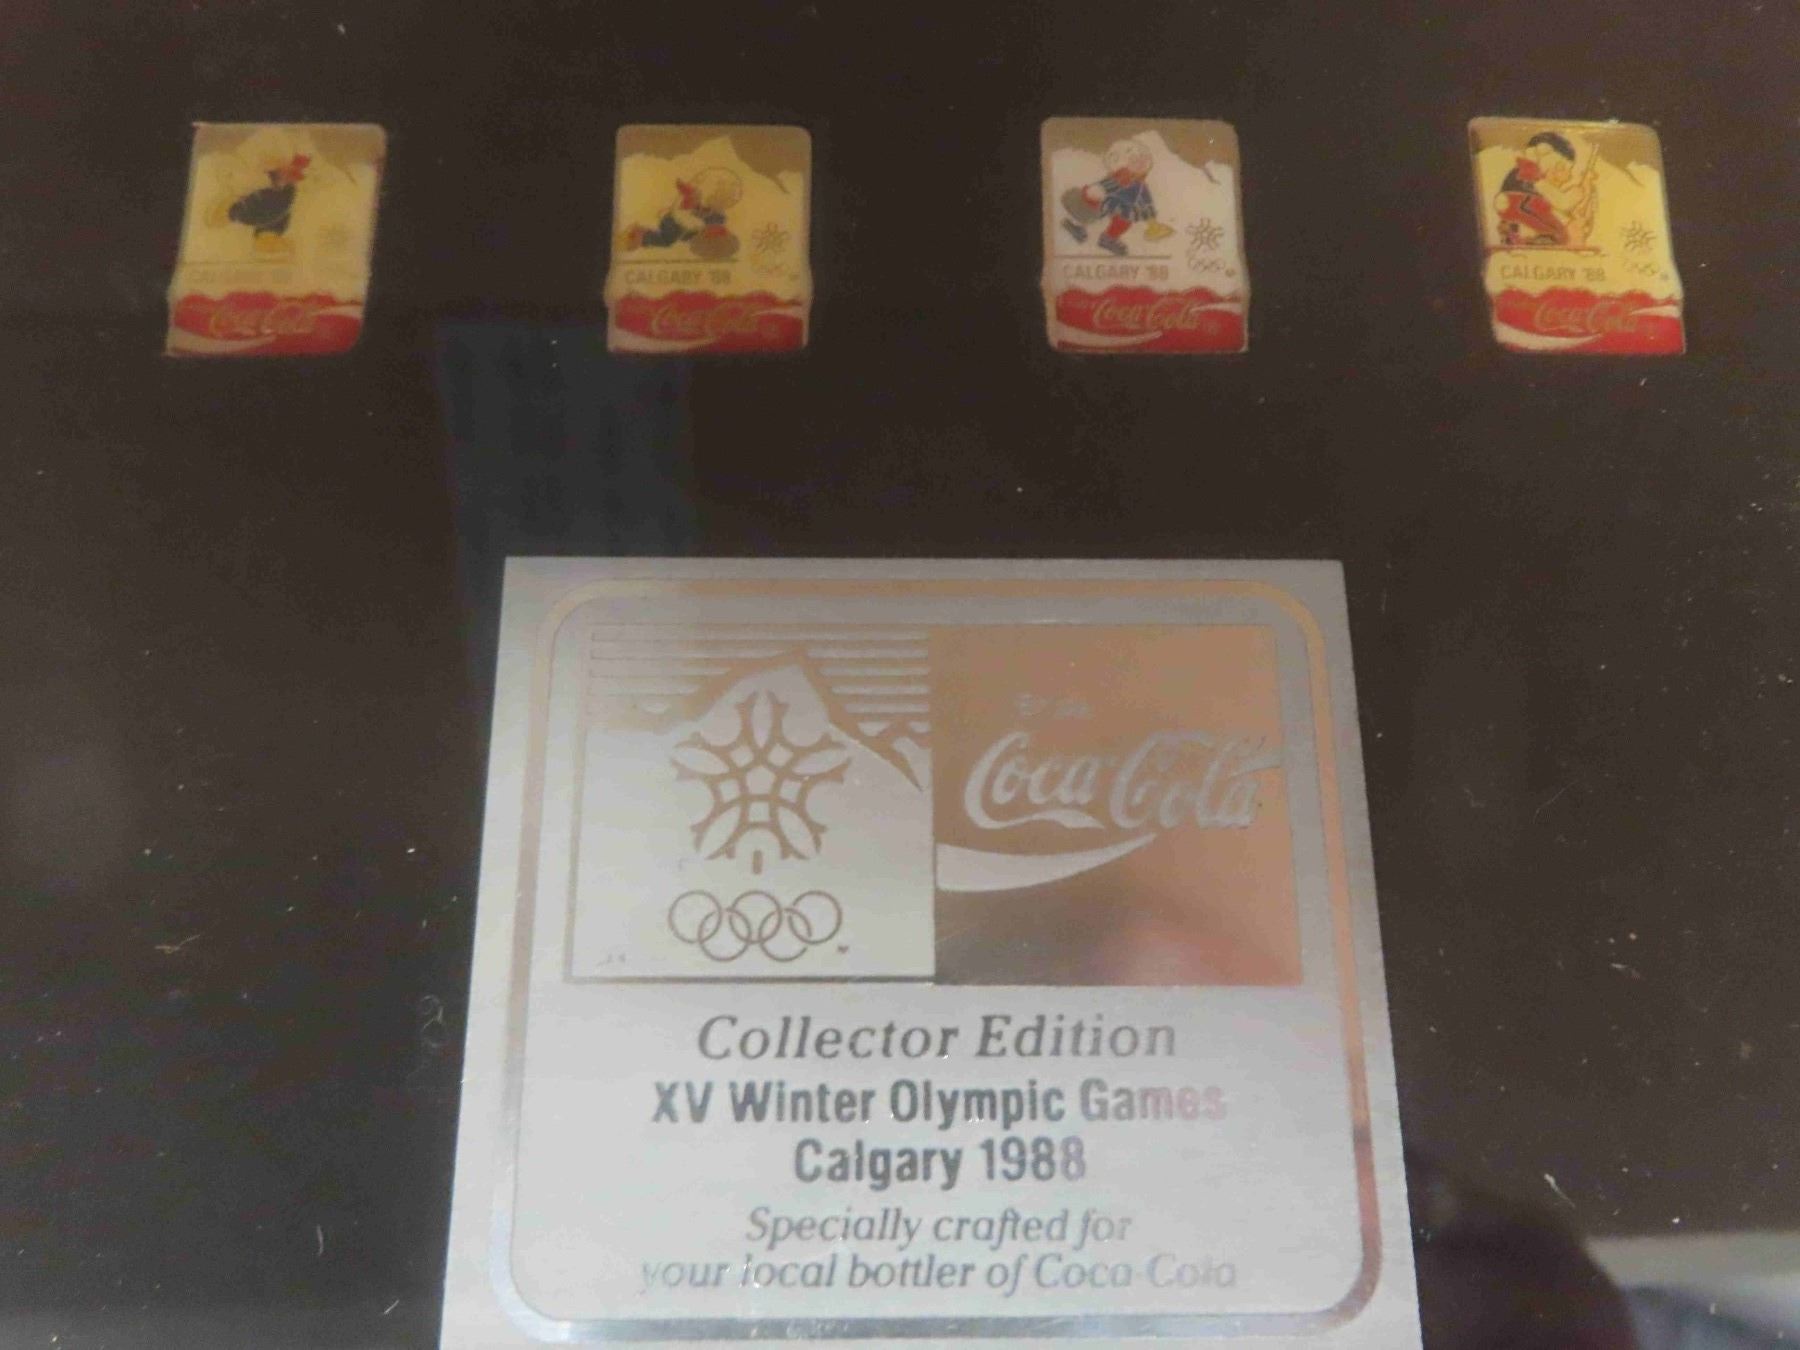 CALGARY '88
Coca-Cola
CALGARY '88
Coca-Cola
CALGARY '88
Coca-Cola
CALGARY '88
Coca-Cola
Coca-Cola
Collector Edition
XV Winter Olympic Games
Calgary 1988
Specially crafted for
your local bottler of Coca-Cola